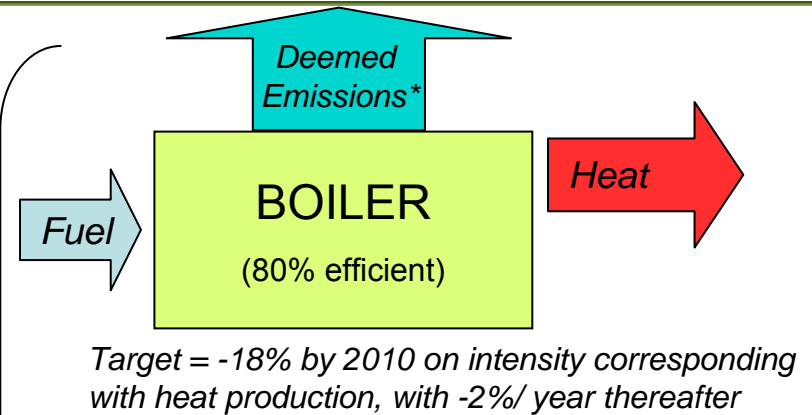 Deemed
Emissions*
Heat
BOILER
Fuel
(80% efficient)
Target = -18% by 2010 on intensity corresponding
with heat production, with -2%/ year thereafter